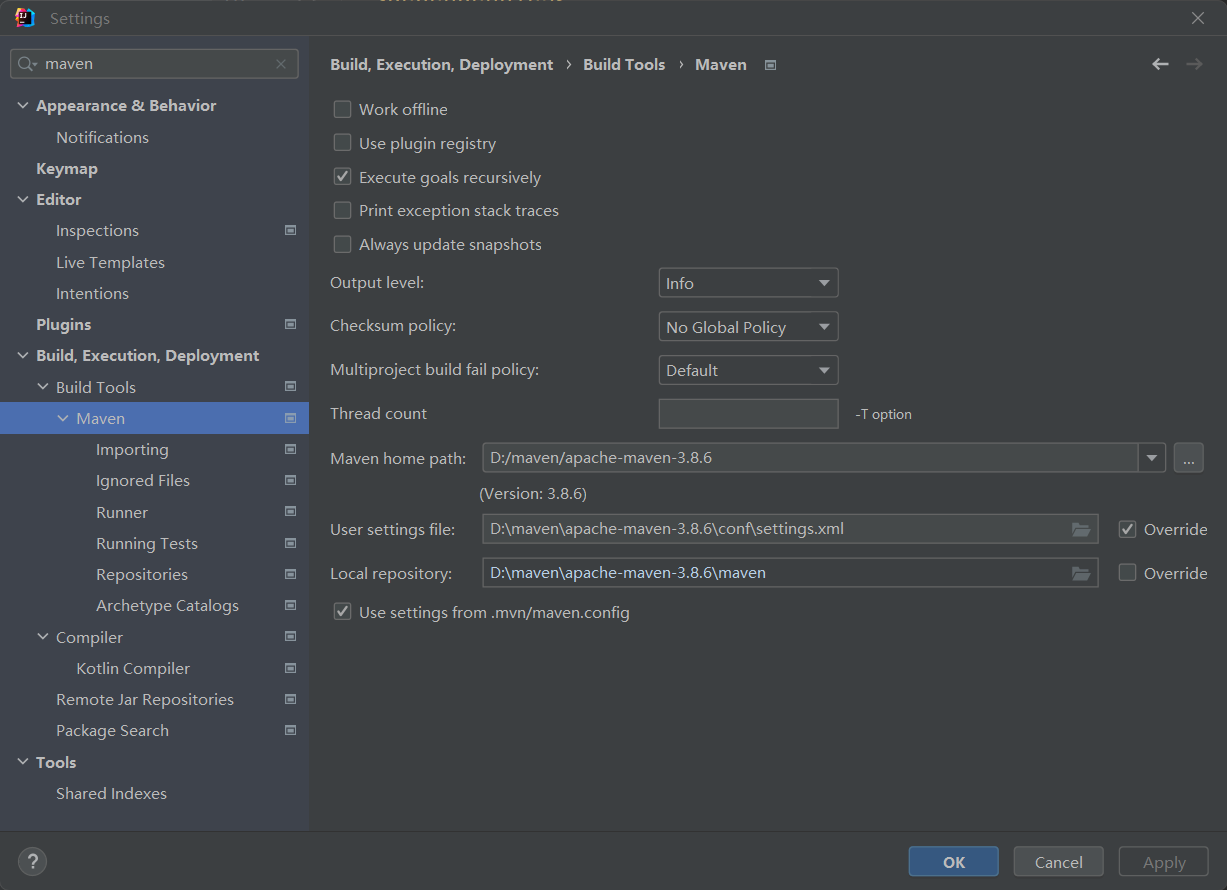 Settings
maven
Appearance & Behavior
Notifications
Keymap
Editor
Inspections
Live Templates
Intentions
Plugins
Build, Execution, Deployment
Build Tools
Maven
Importing
Ignored Files
Runner
Running Tests
Repositories
Archetype Catalogs
Compiler
Kotlin Compiler
Remote Jar Repositories
Package Search
Tools
Shared Indexes
Build, Execution, Deployment › Build Tools › Maven
Work offline
Use plugin registry
Execute goals recursively
Print exception stack traces
Always update snapshots
Output level: Info
Checksum policy: No Global Policy
Multiproject build fail policy: Default
Thread count -T option
Maven home path: D:/maven/apache-maven-3.8.6 ...
(Version: 3.8.6)
User settings file: D:\maven\apache-maven-3.8.6\conf\settings.xml Override
Local repository: D:\maven\apache-maven-3.8.6\maven Override
Use settings from .mvn/maven.config
? OK Cancel Apply